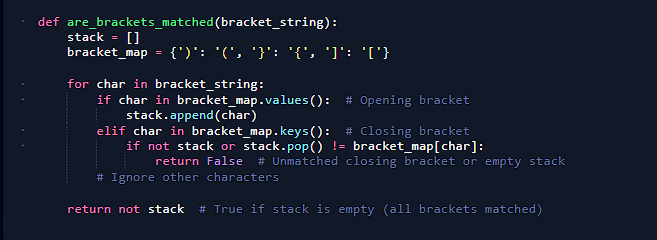 def are_brackets_matched(bracket_string):
    stack = []
    bracket_map = {')': '(', '}': '{', ']': '['}

    for char in bracket_string:
        if char in bracket_map.values():  # Opening bracket
            stack.append(char)
        elif char in bracket_map.keys():  # Closing bracket
            if not stack or stack.pop() != bracket_map[char]:
                return False  # Unmatched closing bracket or empty stack
        # Ignore other characters

    return not stack  # True if stack is empty (all brackets matched)